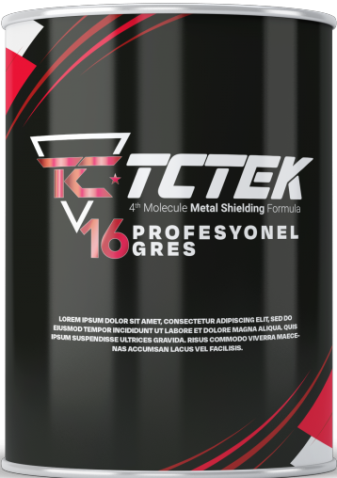 TC TCTEK
4th Molecule Metal Shielding Formula
16 PROFESYONEL
GRES
LOREM IPSUM DOLOR SIT AMET, CONSECTETUR ADIPISCING ELIT, SED DO
EIUSMOD TEMPOR INCIDIDUNT UT LABORE ET DOLORE MAGNA ALIQUA. QUIS
IPSUM SUSPENDISSE ULTRICES GRAVIDA. RISUS COMMODO VIVERRA MAECE-
NAS ACCUMSAN LACUS VEL FACILISIS.